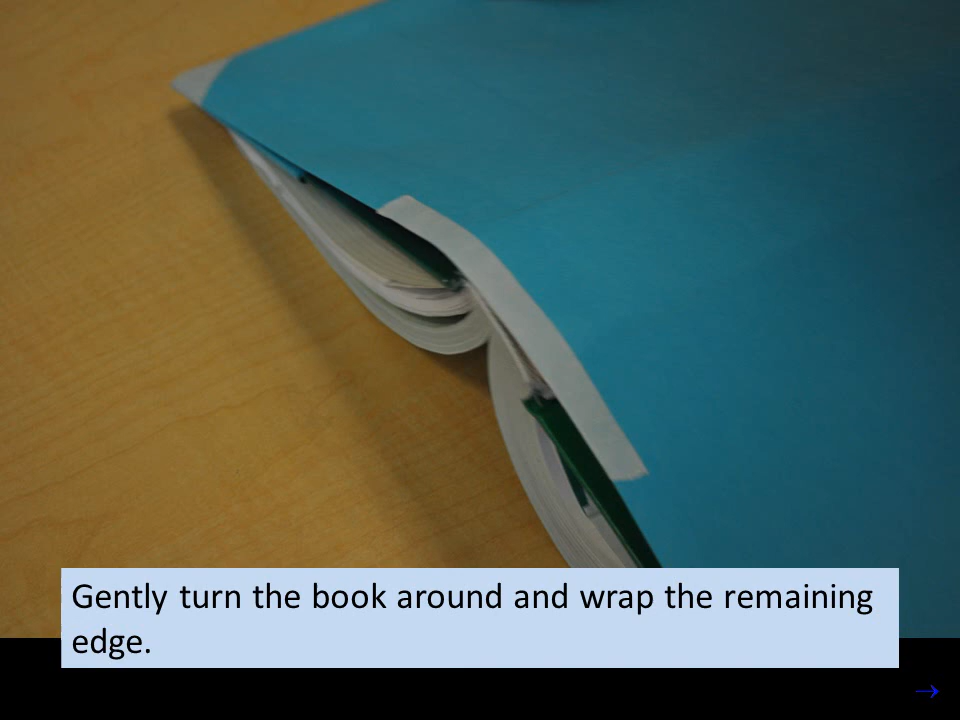 Gently turn the book around and wrap the remaining
edge.
→